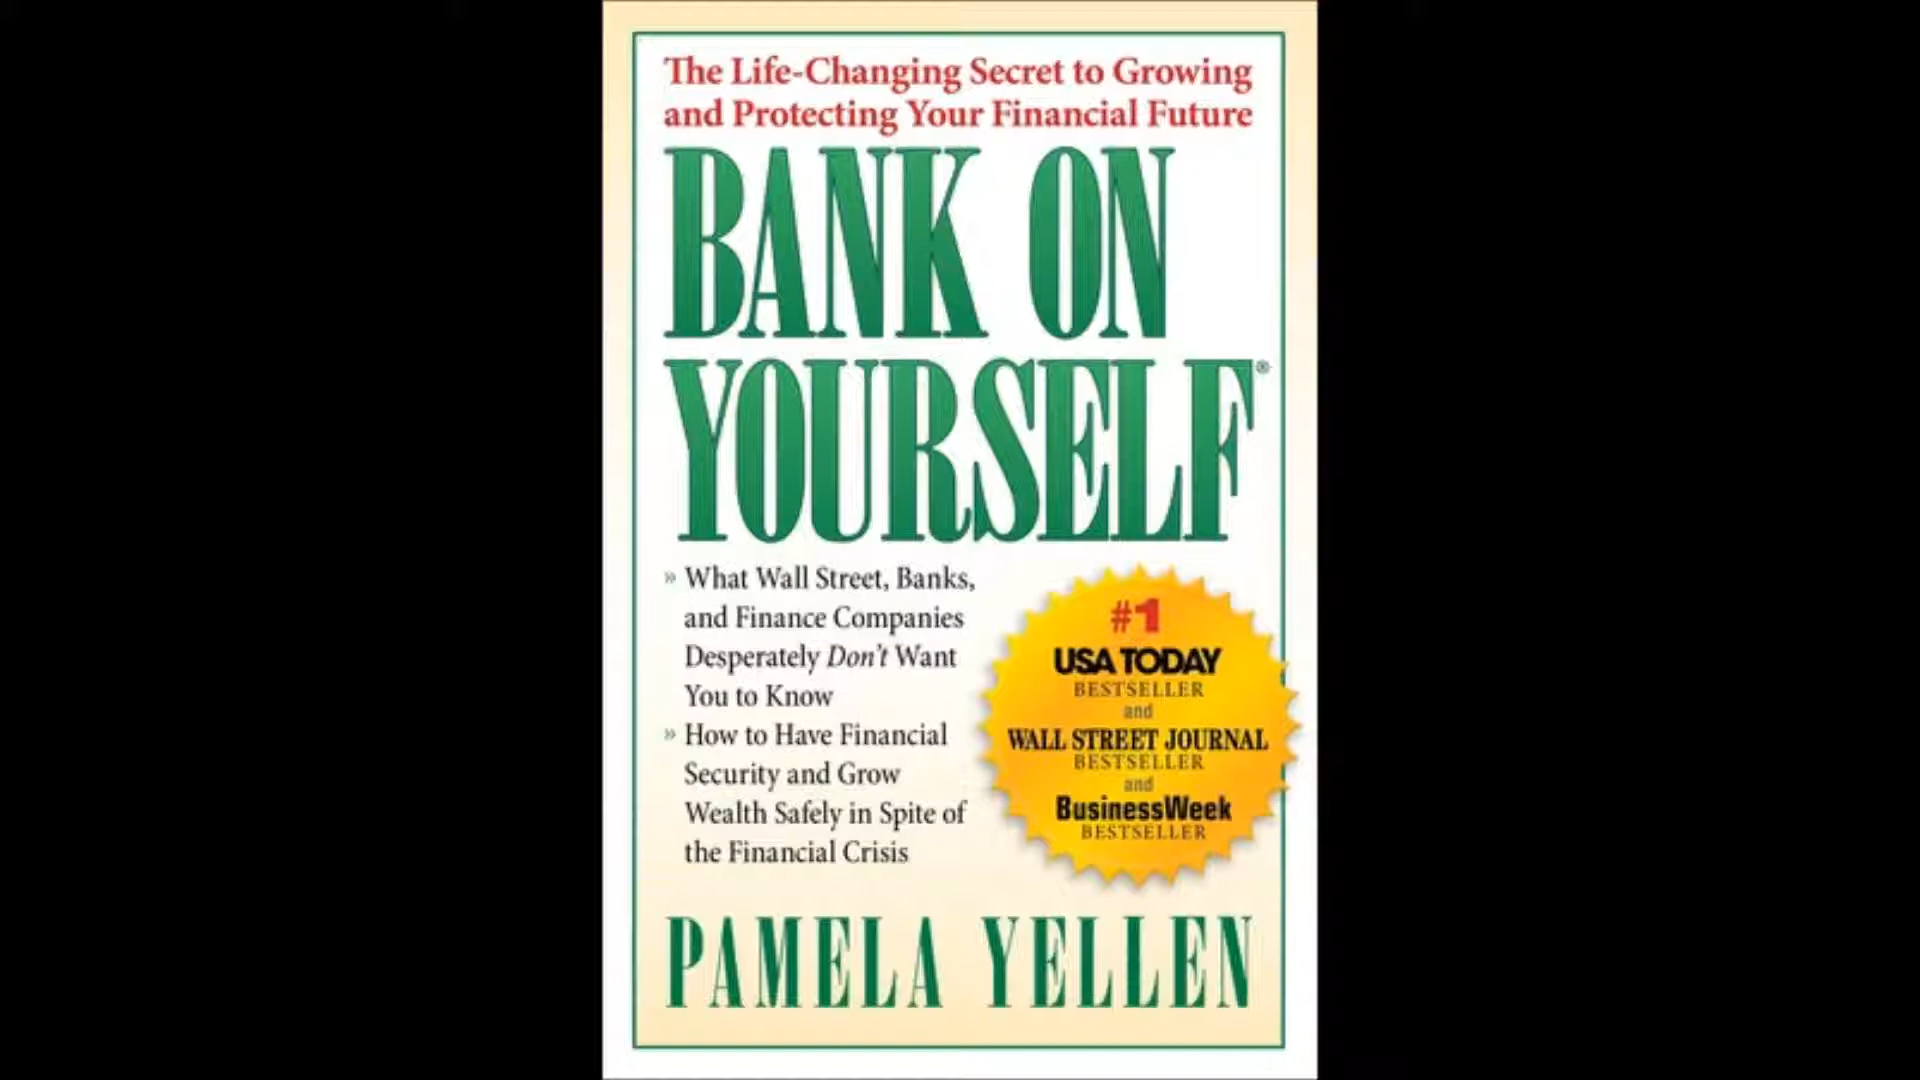 The Life-Changing Secret to Growing
and Protecting Your Financial Future
BANK ON
YOURSELF®
» What Wall Street, Banks,
and Finance Companies
Desperately Don't Want
You to Know
» How to Have Financial
Security and Grow
Wealth Safely in Spite of
the Financial Crisis
#1
USA TODAY
BESTSELLER
and
WALL STREET JOURNAL
BESTSELLER
and
BusinessWeek
BESTSELLER
PAMELA YELLEN